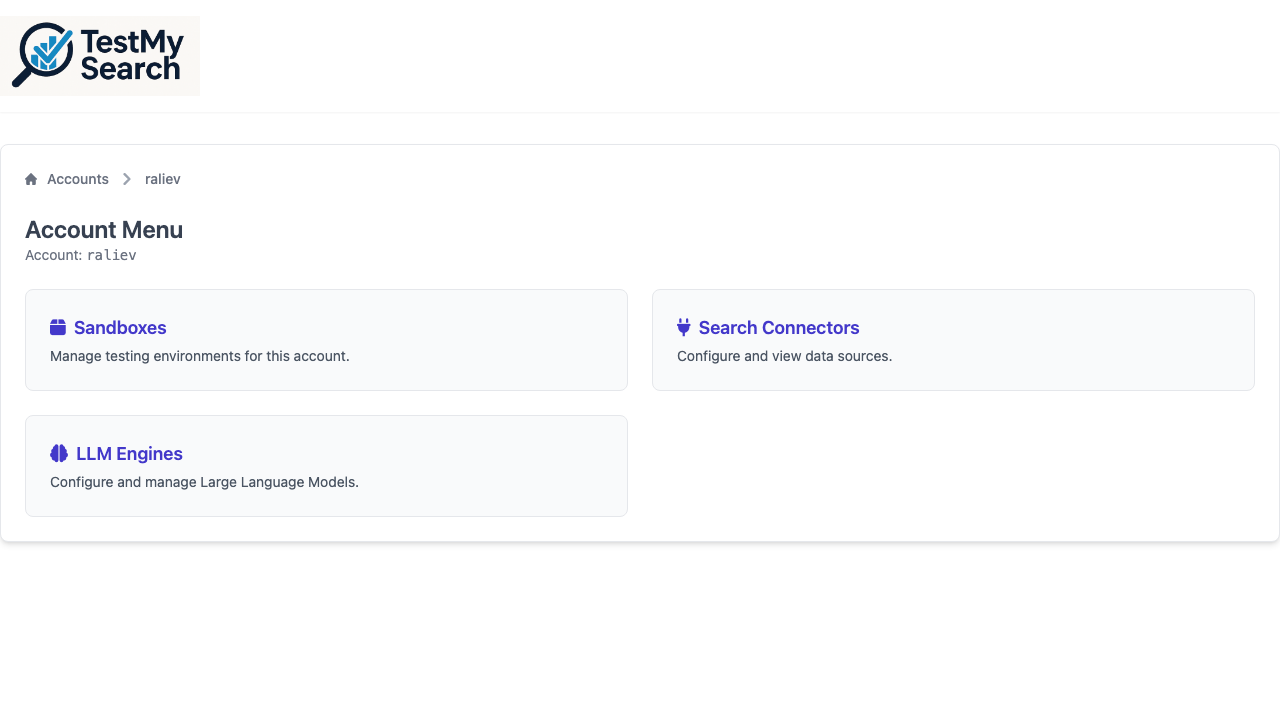 TestMy
Search
Accounts raliev
Account Menu
Account: raliev
Sandboxes
Manage testing environments for this account.
Search Connectors
Configure and view data sources.
LLM Engines
Configure and manage Large Language Models.